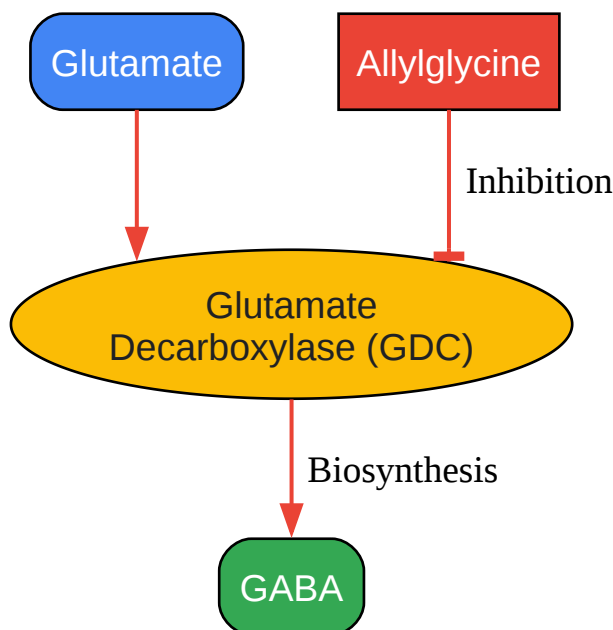 Glutamate
Allylglycine
Inhibition
Glutamate
Decarboxylase (GDC)
Biosynthesis
GABA